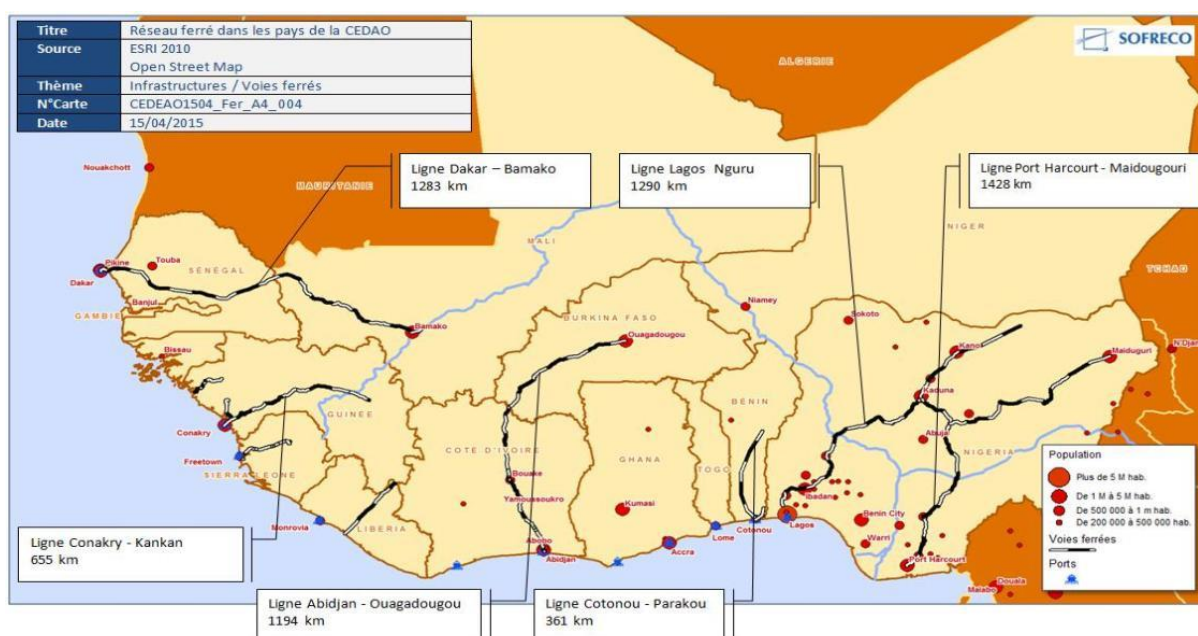 Titre Réseau ferré dans les pays de la CEDAO
Source ESRI 2010
Open Street Map
Thème Infrastructures / Voies ferrés
N°Carte CEDEAO1504_Fer_A4_004
Date 15/04/2015
SOFRECO
ALGERIE
Nouakchott
MAURITANIE
Ligne Dakar – Bamako
1283 km
Ligne Lagos Nguru
1290 km
Ligne Port Harcourt - Maidougouri
1428 km
NIGER
MALI
TCHAD
Pikine
Touba
SÉNÉGAL
Dakar
Banjul
GAMBIE
Bamako
BURKINA FASO
Ouagadougou
Niamey
Sokoto
Kano
Maiduguri
N'Djam
Bissau
Kaduna
BÉNIN
GUINÉE
Conakry
Abuja
NIGERIA
COTE D'IVOIRE
GHANA
TOGO
Freetown
SIERRA LEONE
Bouake
Yamoussoukro
Kumasi
Ibadan
Benin City
Lagos
Monrovia
LIBERIA
Cotonou
Lome
Warri
Abobo
Abidjan
Accra
Port Harcourt
Malabo
Douala
Population
Plus de 5 M hab.
De 1 M à 5 M hab.
De 500 000 à 1 m hab.
De 200 000 à 500 000 hab.
Voies ferrées
Ports
Ligne Conakry - Kankan
655 km
Ligne Abidjan - Ouagadougou
1194 km
Ligne Cotonou - Parakou
361 km